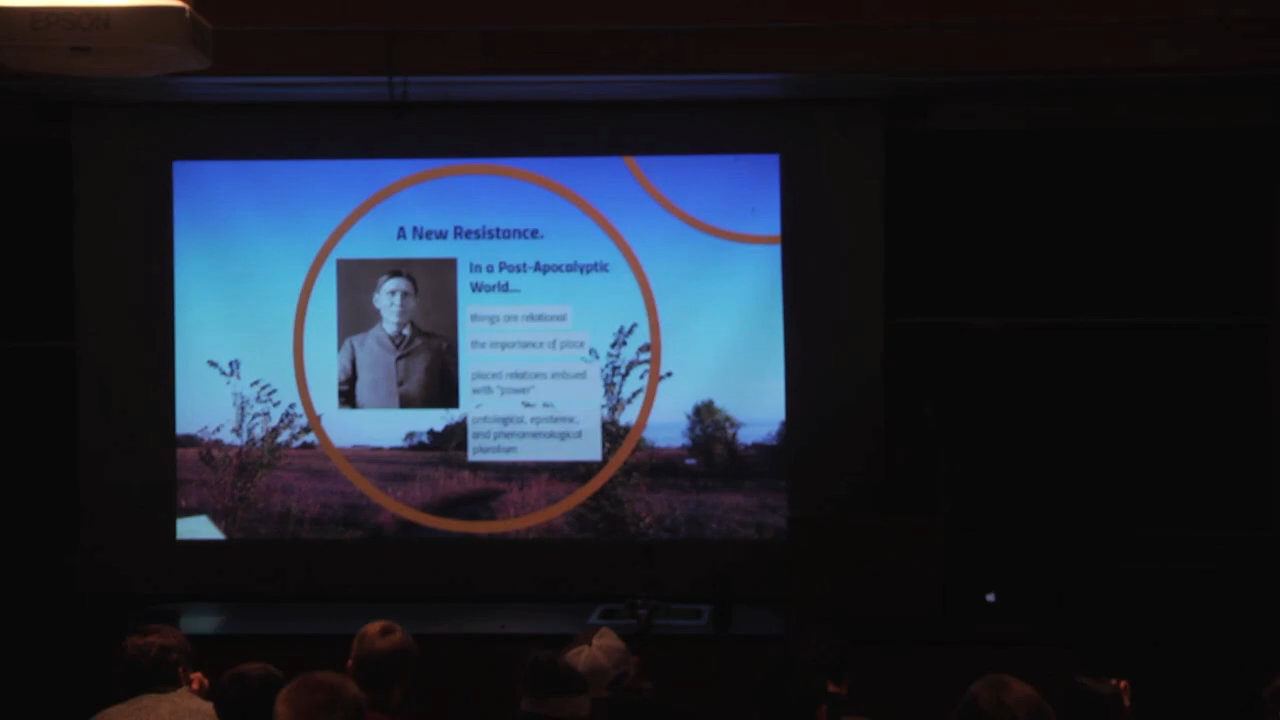 EPSON
A New Resistance.
In a Post-Apocalyptic
World...
things are relational
the importance of place
placed relations imbued
with "power"
ontological, epistemic,
and phenomenological
pluralism